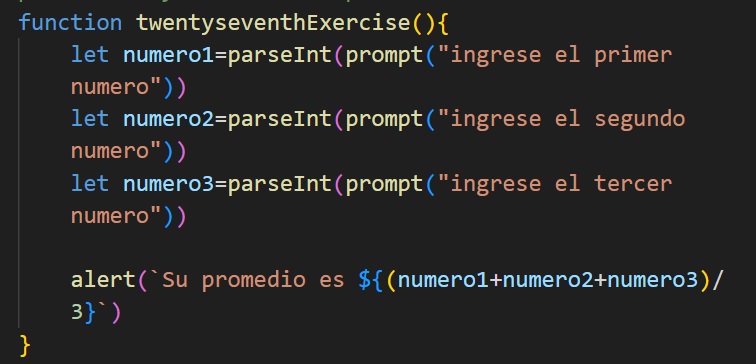 function twentyseventhExercise(){
let numero1=parseInt(prompt("ingrese el primer
numero"))
let numero2=parseInt(prompt("ingrese el segundo
numero"))
let numero3=parseInt(prompt("ingrese el tercer
numero"))
alert(`Su promedio es ${(numero1+numero2+numero3)/
3}`)
}